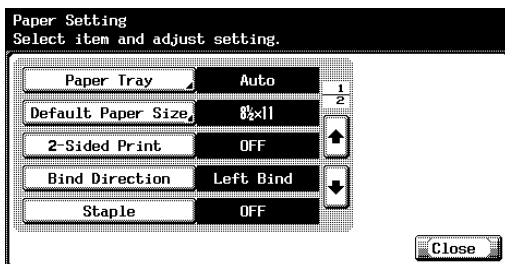 Paper Setting
Select item and adjust setting.
Paper Tray Auto
1
2
Default Paper Size 8½×11
2-Sided Print OFF
Bind Direction Left Bind
Staple OFF
Close